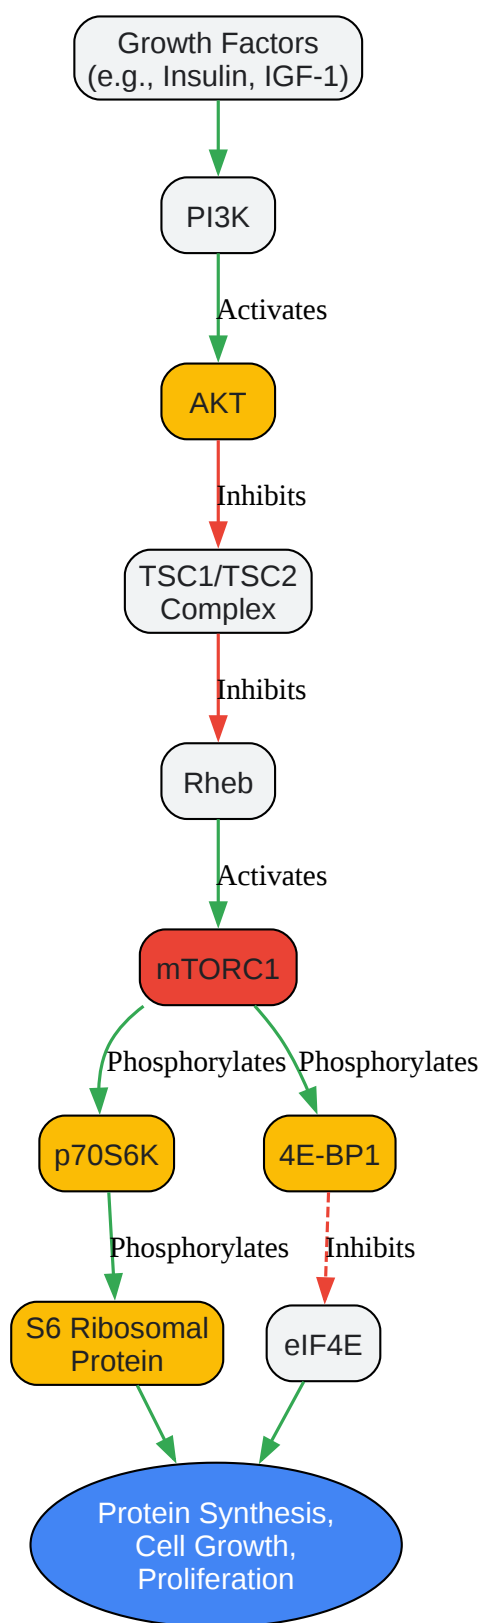 Growth Factors
(e.g., Insulin, IGF-1)
PI3K
Activates
AKT
Inhibits
TSC1/TSC2
Complex
Inhibits
Rheb
Activates
mTORC1
Phosphorylates
Phosphorylates
p70S6K
4E-BP1
Phosphorylates
Inhibits
S6 Ribosomal
Protein
eIF4E
Protein Synthesis,
Cell Growth,
Proliferation